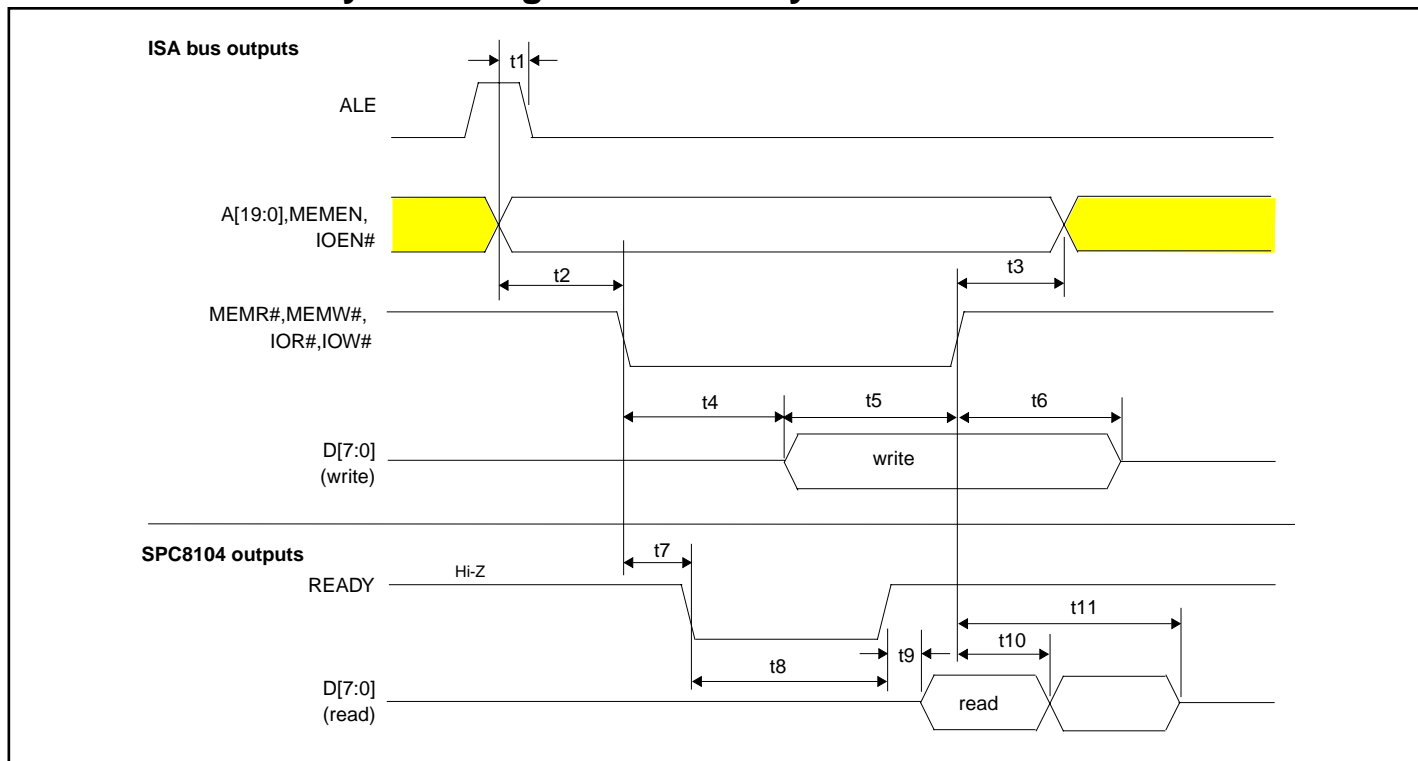 ISA bus outputs
t1
ALE
A[19:0],MEMEN,
IOEN#
t2
t3
MEMR#,MEMW#,
IOR#,IOW#
t4
t5
t6
D[7:0]
(write)
write
SPC8104 outputs
t7
READY
Hi-Z
t11
t10
t9
t8
D[7:0]
(read)
read